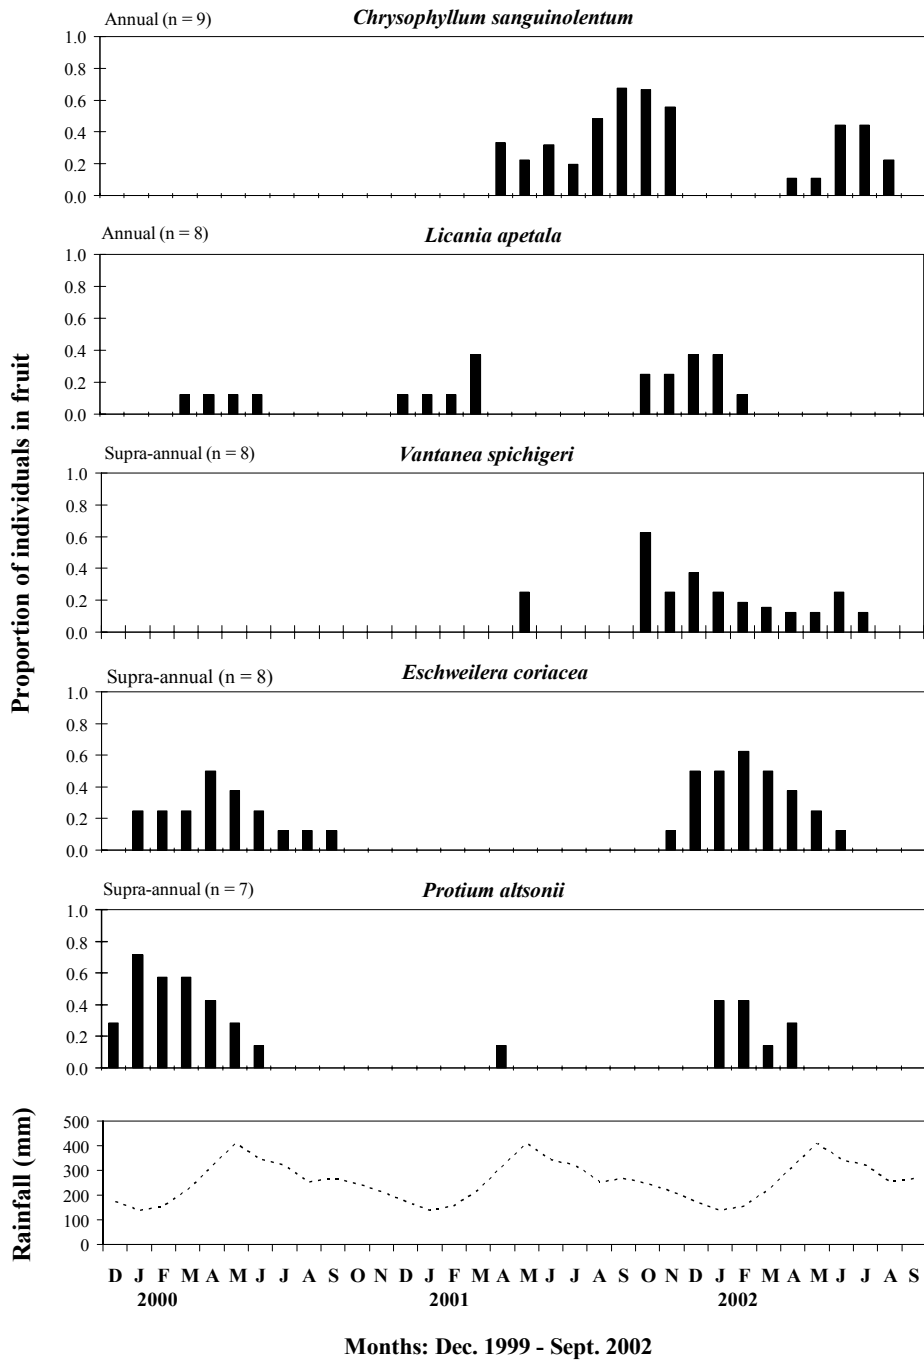 Annual (n = 9)
Chrysophyllum sanguinolentum
1.0
0.8
0.6
0.4
0.2
0.0
Annual (n = 8)
Licania apetala
1.0
0.8
0.6
0.4
0.2
0.0
Supra-annual (n = 8)
Vantanea spichigeri
1.0
0.8
0.6
0.4
0.2
0.0
Supra-annual (n = 8)
Eschweilera coriacea
1.0
0.8
0.6
0.4
0.2
0.0
Supra-annual (n = 7)
Protium altsonii
1.0
0.8
0.6
0.4
0.2
0.0
Proportion of individuals in fruit
500
400
300
200
100
0
Rainfall (mm)
D J F M A M J J A S O N D J F M A M J J A S O N D J F M A M J J A S
2000 2001 2002
Months: Dec. 1999 - Sept. 2002